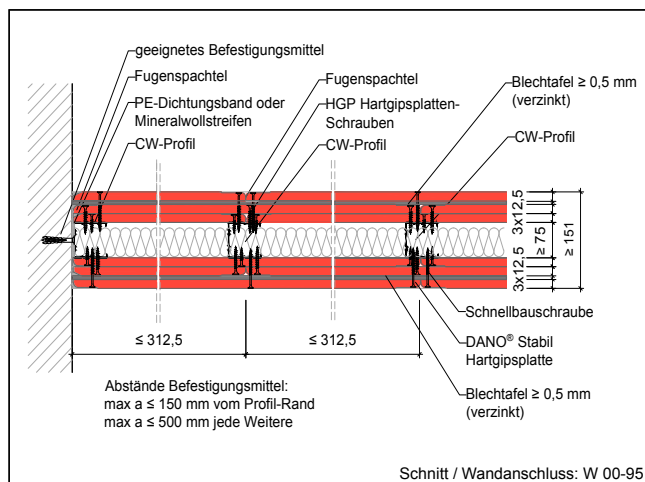 geeignetes Befestigungsmittel
Fugenspachtel
PE-Dichtungsband oder
Mineralwollstreifen
CW-Profil
Fugenspachtel
HGP Hartgipsplatten-
Schrauben
CW-Profil
Blechtafel ≥ 0,5 mm
(verzinkt)
CW-Profil
3x12,5
≥ 75
≥ 151
3x12,5
Schnellbauschraube
DANO® Stabil
Hartgipsplatte
Blechtafel ≥ 0,5 mm
(verzinkt)
≤ 312,5
≤ 312,5
Abstände Befestigungsmittel:
max a ≤ 150 mm vom Profil-Rand
max a ≤ 500 mm jede Weitere
Schnitt / Wandanschluss: W 00-95